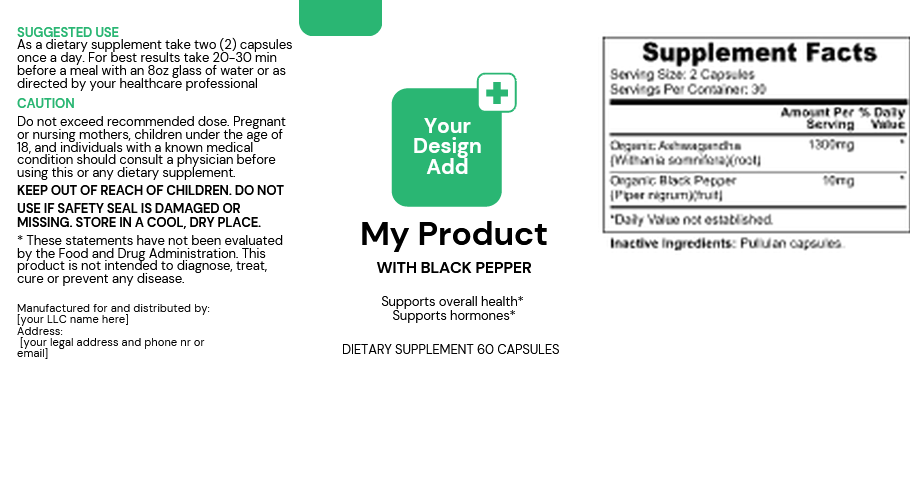 SUGGESTED USE
As a dietary supplement take two (2) capsules
once a day. For best results take 20-30 min
before a meal with an 8oz glass of water or as
directed by your healthcare professional
CAUTION
Do not exceed recommended dose. Pregnant
or nursing mothers, children under the age of
18, and individuals with a known medical
condition should consult a physician before
using this or any dietary supplement.
KEEP OUT OF REACH OF CHILDREN. DO NOT
USE IF SAFETY SEAL IS DAMAGED OR
MISSING. STORE IN A COOL, DRY PLACE.
* These statements have not been evaluated
by the Food and Drug Administration. This
product is not intended to diagnose, treat,
cure or prevent any disease.
Manufactured for and distributed by:
[your LLC name here]
Address:
[your legal address and phone nr or
email]
Your
Design
Add
My Product
WITH BLACK PEPPER
Supports overall health*
Supports hormones*
DIETARY SUPPLEMENT 60 CAPSULES
Supplement Facts
Serving Size: 2 Capsules
Servings Per Container: 30
Amount Per % Daily
Serving Value
Organic Ashwagandha 1300mg *
(Withania somnifera)(root)
Organic Black Pepper 10mg *
(Piper nigrum)(fruit)
*Daily Value not established.
Inactive Ingredients: Pullulan capsules.